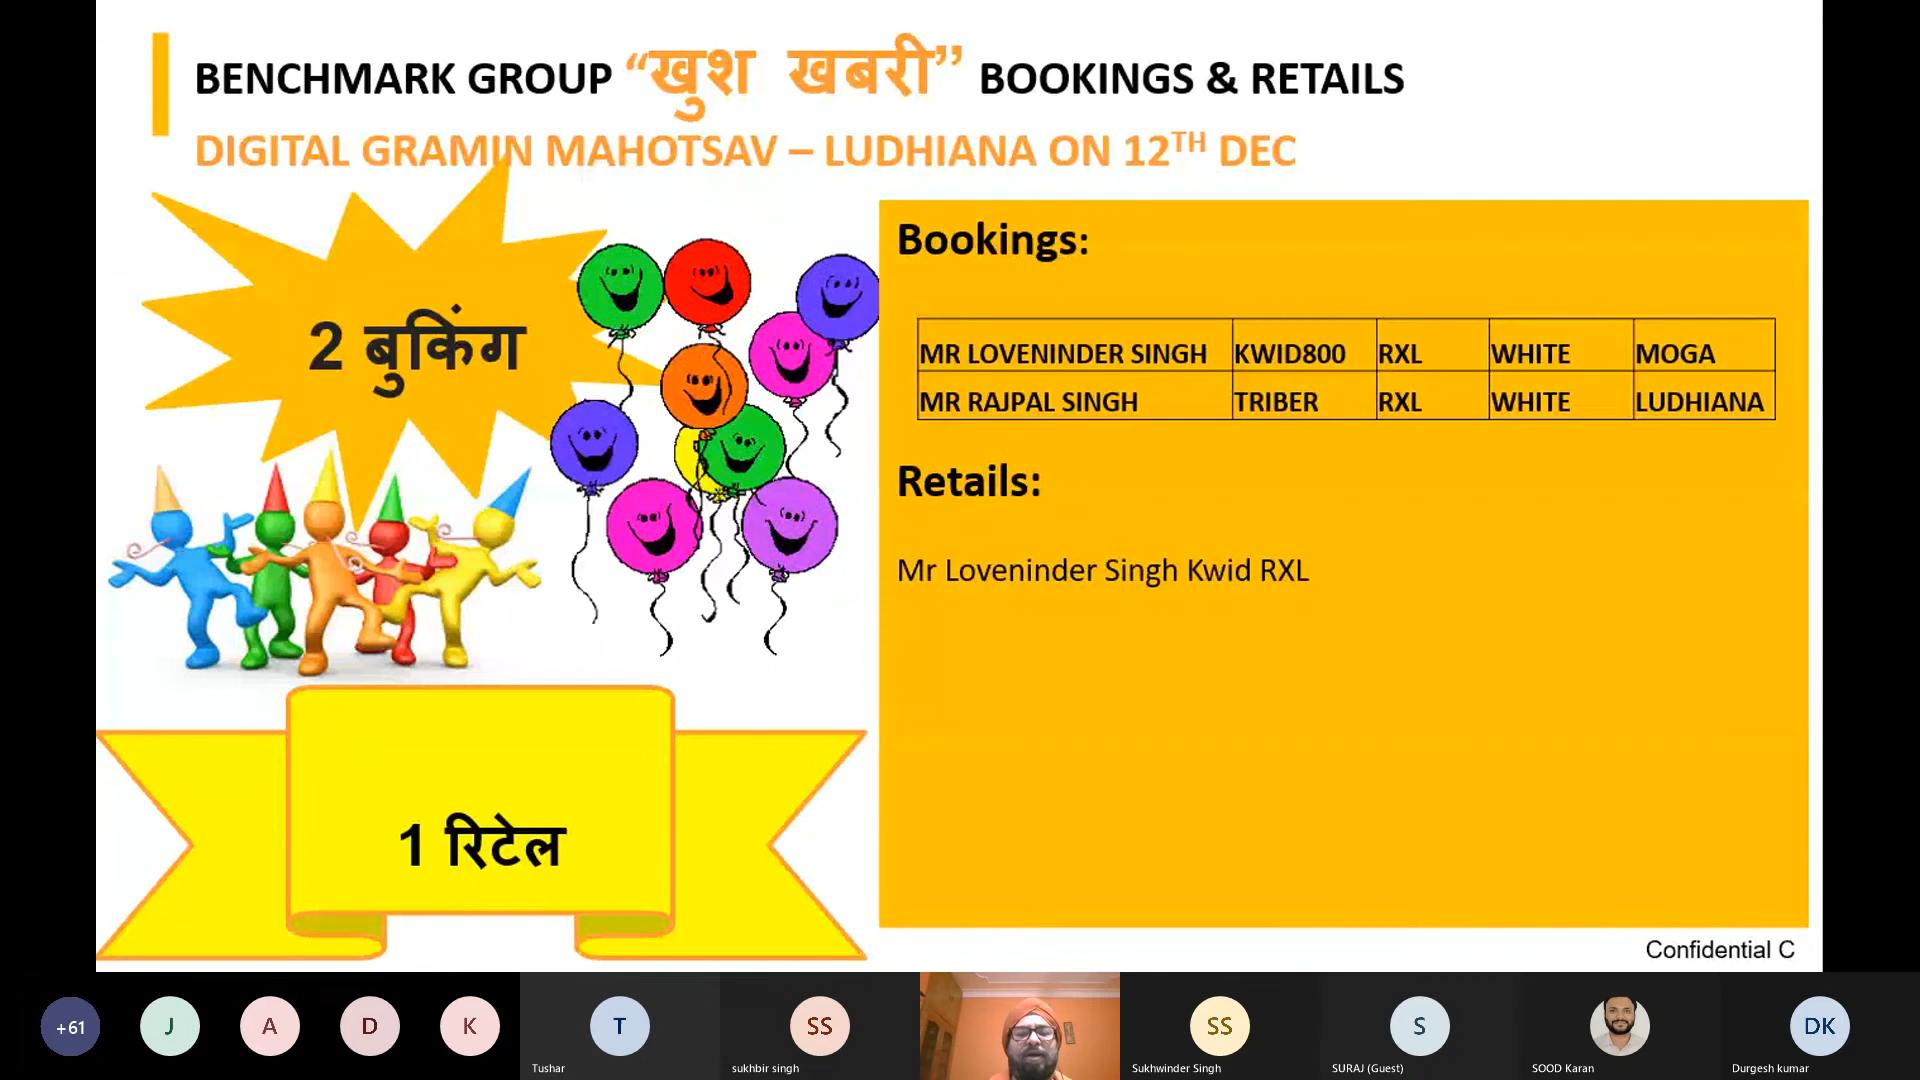 BENCHMARK GROUP “खुश खबरी” BOOKINGS & RETAILS
DIGITAL GRAMIN MAHOTSAV – LUDHIANA ON 12TH DEC
2 बुकिंग
1 रिटेल
Bookings:
MR LOVENINDER SINGH KWID800 RXL WHITE MOGA
MR RAJPAL SINGH TRIBER RXL WHITE LUDHIANA
Retails:
Mr Loveninder Singh Kwid RXL
Confidential C
+61 J A D K T SS SS S DK
Tushar sukhbir singh Sukhwinder Singh SURAJ (Guest) SOOD Karan Durgesh kumar